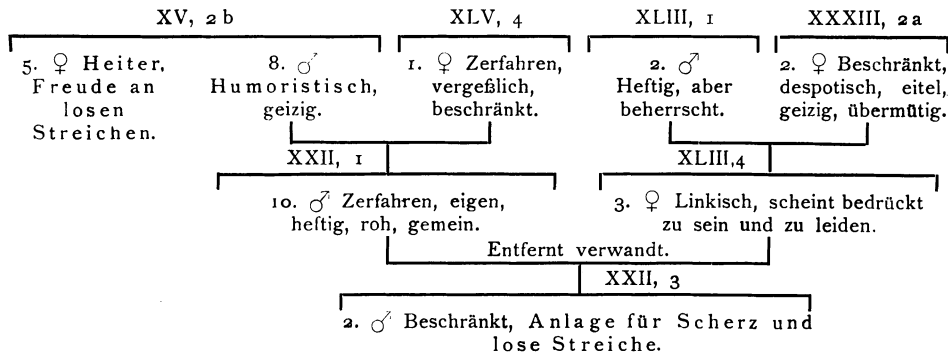 XV, 2b XLV, 4 XLIII, 1 XXXIII, 2a
5. ♀ Heiter, Freude an losen Streichen.
8. ♂ Humoristisch, geizig.
1. ♀ Zerfahren, vergeßlich, beschränkt.
2. ♂ Heftig, aber beherrscht.
2. ♀ Beschränkt, despotisch, eitel, geizig, übermütig.
XXII, 1 XLIII,4
10. ♂ Zerfahren, eigen, heftig, roh, gemein.
3. ♀ Linkisch, scheint bedrückt zu sein und zu leiden.
Entfernt verwandt.
XXII, 3
2. ♂ Beschränkt, Anlage für Scherz und
lose Streiche.